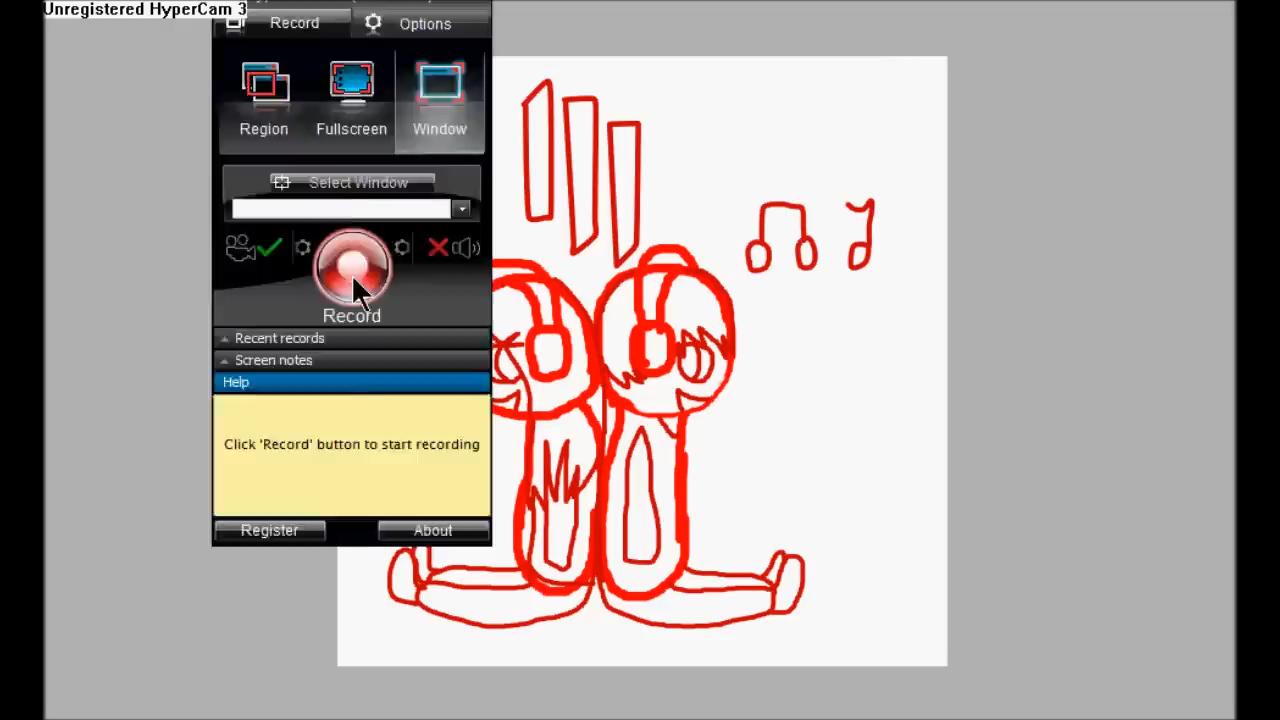 Unregistered HyperCam 3
Record
Options
Region
Fullscreen
Window
Select Window
Record
Recent records
Screen notes
Help
Click 'Record' button to start recording
Register
About